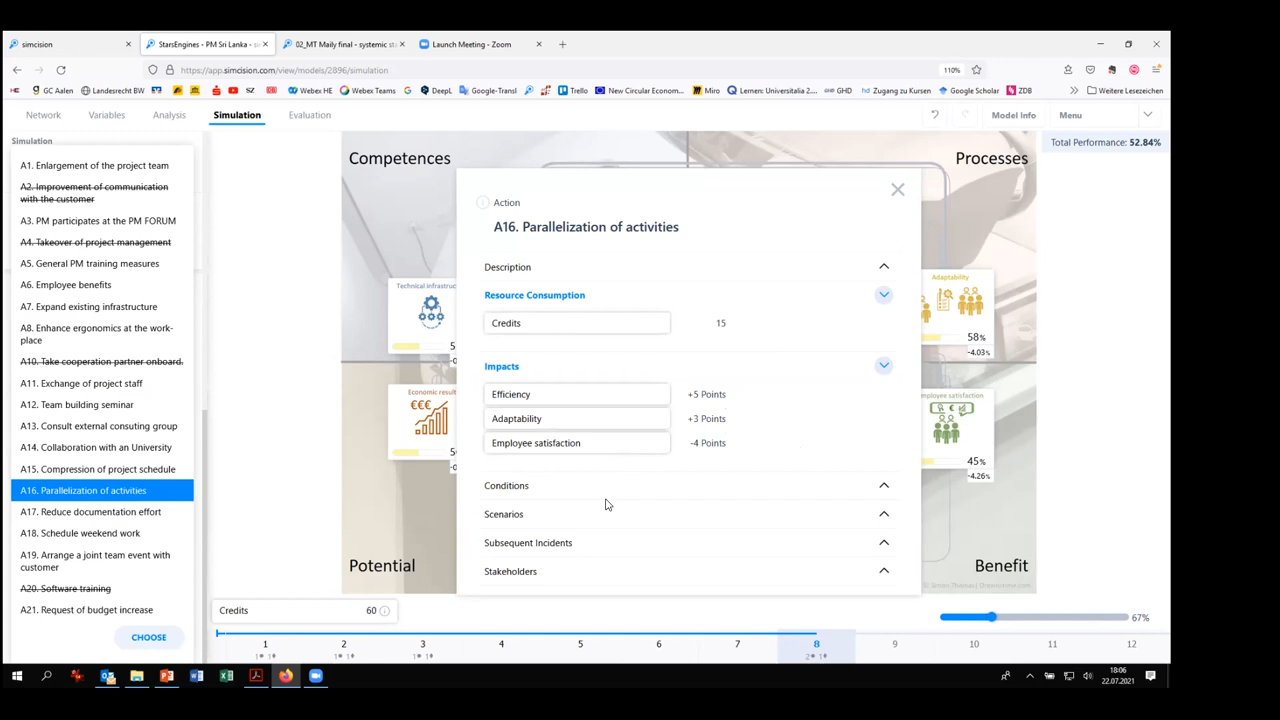 simcision
StarsEngines - PM Sri Lanka - si
02_MT Maily final - systemic st
Launch Meeting - Zoom
https://app.simcision.com/view/models/2896/simulation
110%
GC Aalen
Landesrecht BW
SZ
Webex HE
Webex Teams
DeepL
Google-Transl
Trello
New Circular Econom...
Miro
Lernen: Universitalia 2....
GHD
Zugang zu Kursen
Google Scholar
ZDB
Weitere Lesezeichen
Network
Variables
Analysis
Simulation
Evaluation
Model info
Menu
Simulation
Total Performance: 52.84%
A1. Enlargement of the project team
A2. Improvement of communication
with the customer
A3. PM participates at the PM FORUM
A4. Takeover of project management
A5. General PM training measures
A6. Employee benefits
A7. Expand existing infrastructure
A8. Enhance ergonomics at the work-
place
A10. Take cooperation partner onboard.
A11. Exchange of project staff
A12. Team building seminar
A13. Consult external consulting group
A14. Collaboration with an University
A15. Compression of project schedule
A16. Parallelization of activities
A17. Reduce documentation effort
A18. Schedule weekend work
A19. Arrange a joint team event with
customer
A20. Software training
A21. Request of budget increase
CHOOSE
Competences
Processes
Technical infrastruc
5
-0
Economic result
€€€
-0
Adaptability
58%
-4.03%
employee satisfaction
45%
-4.26%
Potential
Benefit
Action
A16. Parallelization of activities
Description
Resource Consumption
Credits 15
Impacts
Efficiency +5 Points
Adaptability +3 Points
Employee satisfaction -4 Points
Conditions
Scenarios
Subsequent Incidents
Stakeholders
Credits 60
67%
1 2 3 4 5 6 7 8 9 10 11 12
18:06
22.07.2021